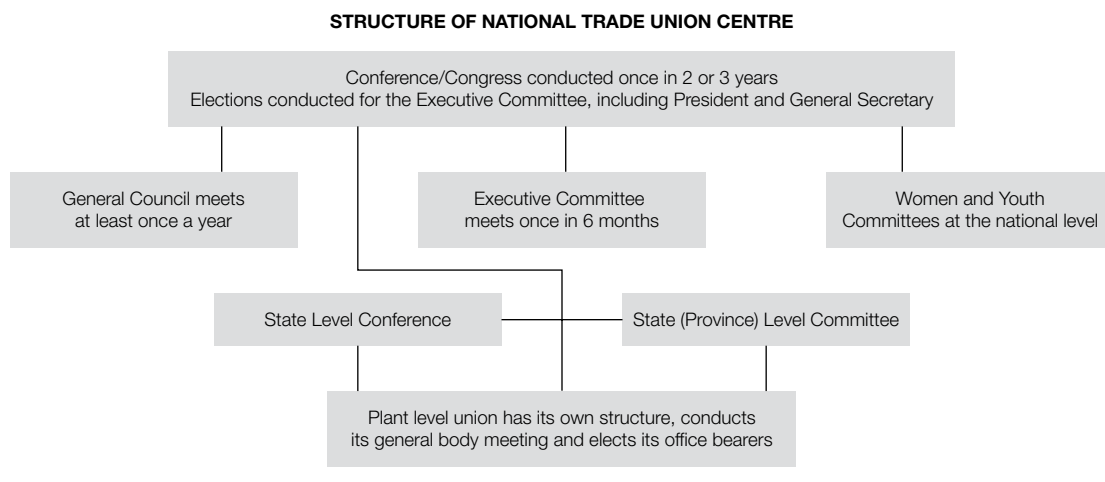 STRUCTURE OF NATIONAL TRADE UNION CENTRE
Conference/Congress conducted once in 2 or 3 years
Elections conducted for the Executive Committee, including President and General Secretary
General Council meets
at least once a year
Executive Committee
meets once in 6 months
Women and Youth
Committees at the national level
State Level Conference
State (Province) Level Committee
Plant level union has its own structure, conducts
its general body meeting and elects its office bearers